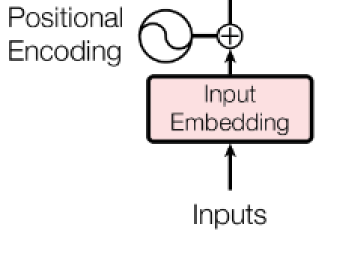 Positional
Encoding
Input
Embedding
Inputs